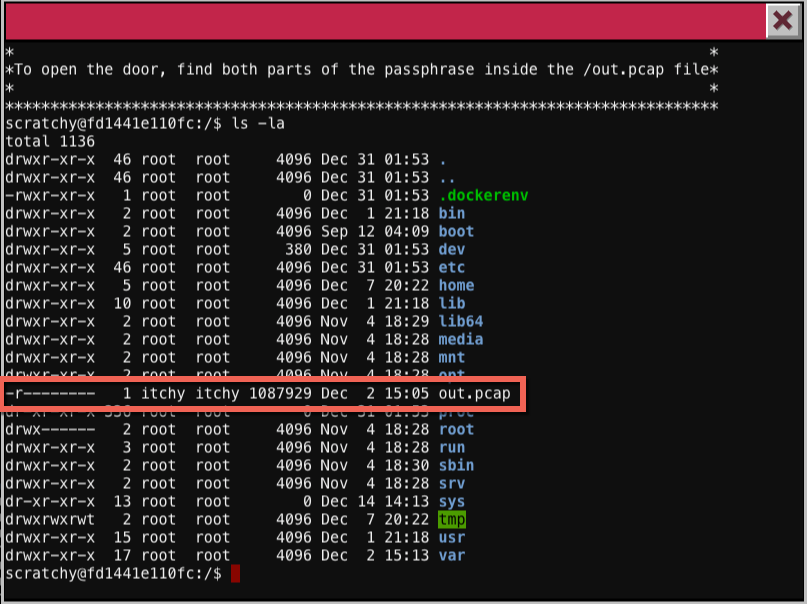 *                                                                             *
*To open the door, find both parts of the passphrase inside the /out.pcap file*
*                                                                             *
*******************************************************************************
scratchy@fd1441e110fc:/$ ls -la
total 1136
drwxr-xr-x  46 root  root     4096 Dec 31 01:53 .
drwxr-xr-x  46 root  root     4096 Dec 31 01:53 ..
-rwxr-xr-x   1 root  root        0 Dec 31 01:53 .dockerenv
drwxr-xr-x   2 root  root     4096 Dec  1 21:18 bin
drwxr-xr-x   2 root  root     4096 Sep 12 04:09 boot
drwxr-xr-x   5 root  root      380 Dec 31 01:53 dev
drwxr-xr-x  46 root  root     4096 Dec 31 01:53 etc
drwxr-xr-x   5 root  root     4096 Dec  7 20:22 home
drwxr-xr-x  10 root  root     4096 Dec  1 21:18 lib
drwxr-xr-x   2 root  root     4096 Nov  4 18:29 lib64
drwxr-xr-x   2 root  root     4096 Nov  4 18:28 media
drwxr-xr-x   2 root  root     4096 Nov  4 18:28 mnt
drwxr-xr-x   2 root  root     4096 Nov  4 18:28 opt
-r--------   1 itchy itchy 1087929 Dec  2 15:05 out.pcap
dr-xr-xr-x 336 root  root        0 Dec 31 01:53 proc
drwx------   2 root  root     4096 Nov  4 18:28 root
drwxr-xr-x   3 root  root     4096 Nov  4 18:28 run
drwxr-xr-x   2 root  root     4096 Nov  4 18:30 sbin
drwxr-xr-x   2 root  root     4096 Nov  4 18:28 srv
dr-xr-xr-x  13 root  root        0 Dec 14 14:13 sys
drwxrwxrwt   2 root  root     4096 Dec  7 20:22 tmp
drwxr-xr-x  15 root  root     4096 Dec  1 21:18 usr
drwxr-xr-x  17 root  root     4096 Dec  2 15:13 var
scratchy@fd1441e110fc:/$